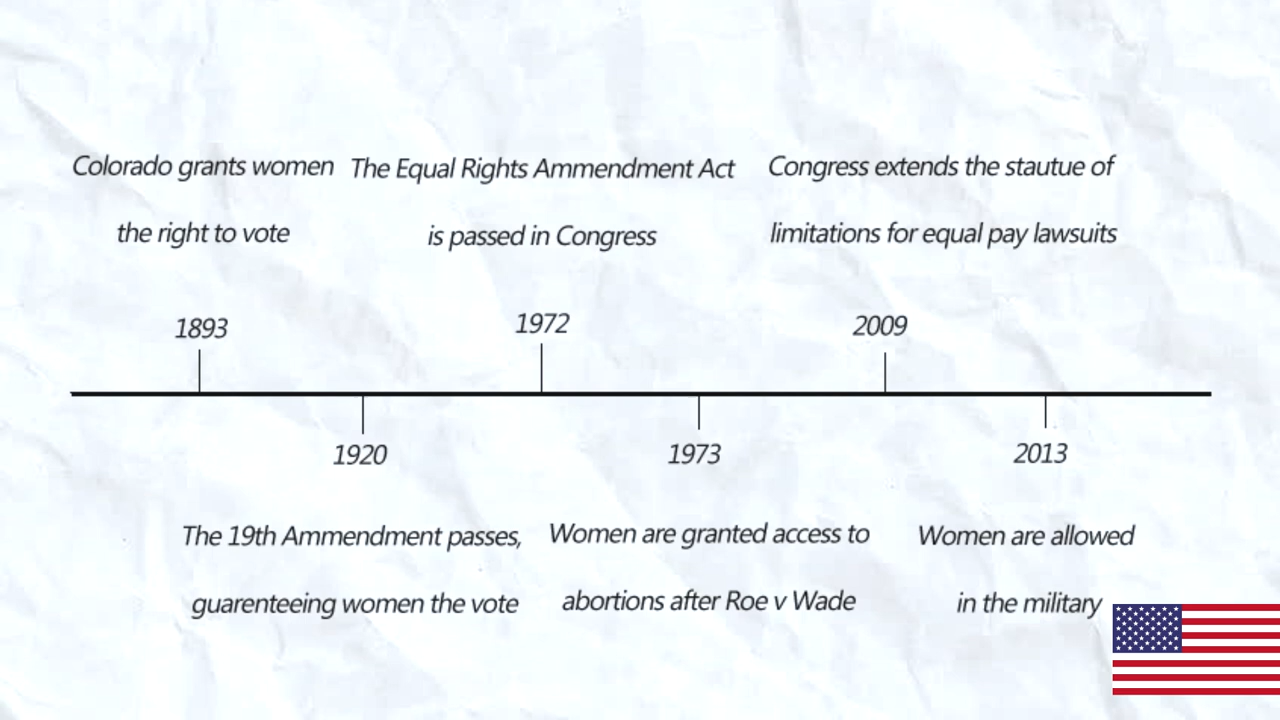 Colorado grants women
the right to vote
The Equal Rights Ammendment Act
is passed in Congress
Congress extends the stautue of
limitations for equal pay lawsuits
1893
1972
2009
1920
1973
2013
The 19th Ammendment passes,
guarenteeing women the vote
Women are granted access to
abortions after Roe v Wade
Women are allowed
in the military